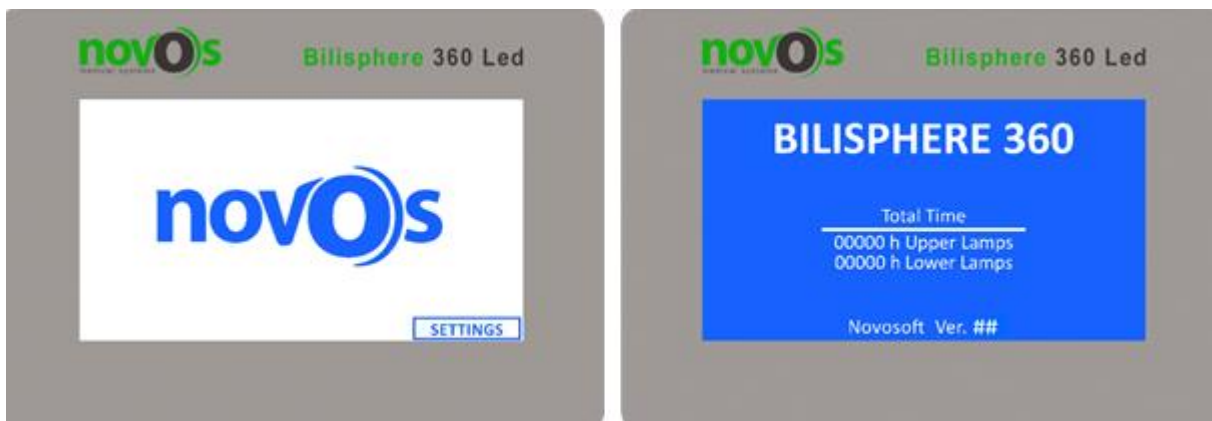 novos
Bilisphere 360 Led
novos
SETTINGS
novos
Bilisphere 360 Led
BILISPHERE 360
Total Time
00000 h Upper Lamps
00000 h Lower Lamps
Novosoft Ver. ##